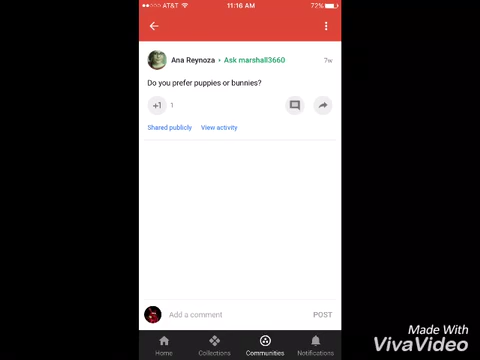 AT&T 11:16 AM 72%
Ana Reynoza ▸ Ask marshall3660 7w
Do you prefer puppies or bunnies?
+1 1
Shared publicly View activity
Add a comment POST
Home Collections Communities Notifications
Made With
VivaVideo